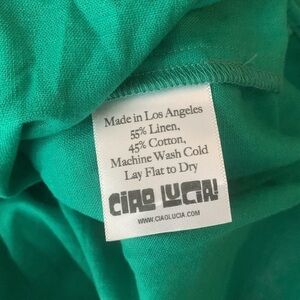 Made in Los Angeles
55% Linen,
45% Cotton,
Machine Wash Cold
Lay Flat to Dry
CIAO LUCIA!
WWW.CIAOLUCIA.COM